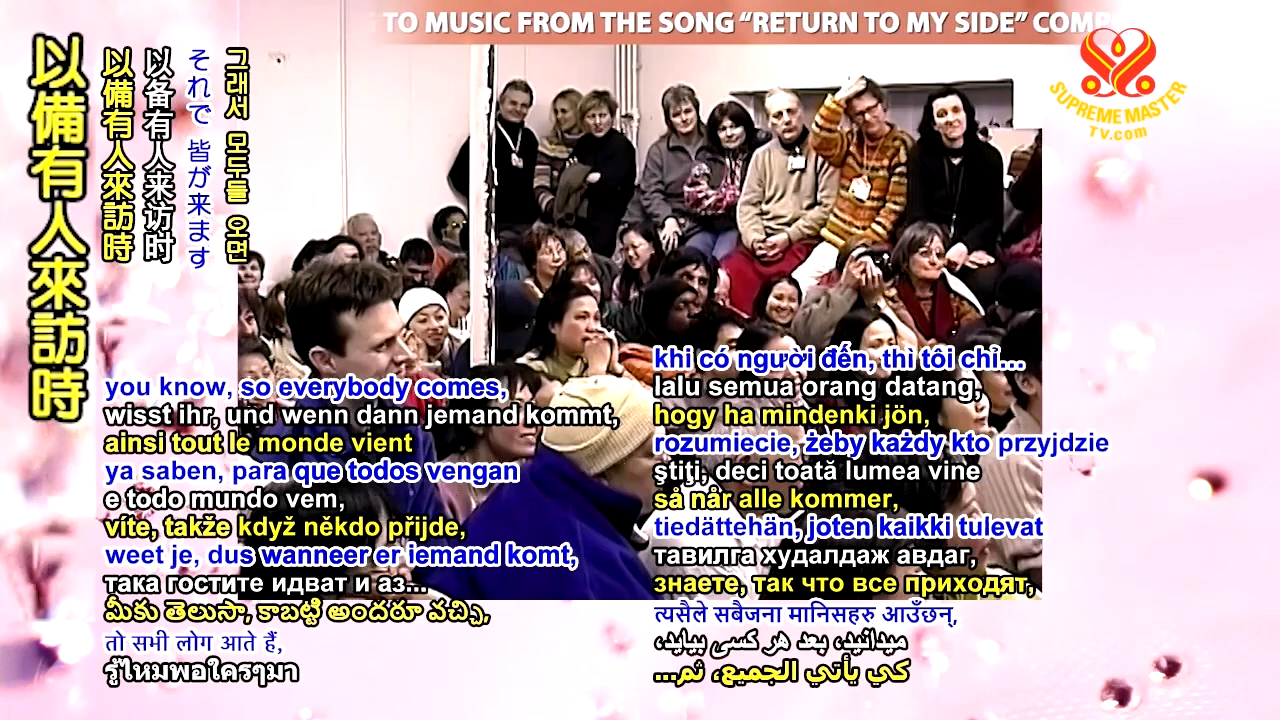 TO MUSIC FROM THE SONG “RETURN TO MY SIDE”
SUPREME MASTER
TV.com
以備有人來訪時
以備有人來訪時
以备有人来访时
それで 皆が来ます
그래서 모두들 오면
you know, so everybody comes,
wisst ihr, und wenn dann jemand kommt,
ainsi tout le monde vient
ya saben, para que todos vengan
e todo mundo vem,
víte, takže když někdo přijde,
weet je, dus wanneer er iemand komt,
така гостите идват и аз...
మీకు తెలుసా, కాబట్టి అందరూ వచ్చి,
तो सभी लोग आते हैं,
รู้ไหมพอใครๆมา
khi có người đến, thì tôi chỉ...
lalu semua orang datang,
hogy ha mindenki jön,
rozumiecie, żeby każdy kto przyjdzie
ştiţi, deci toată lumea vine
så når alle kommer,
tiedättehän, joten kaikki tulevat
тавилга худалдаж авдаг,
знаете, так что все приходят,
त्यसैले सबैजना मानिसहरु आउँछन्,
میدانید، بعد هر کسی بیاید،
كي يأتي الجميع، ثم...